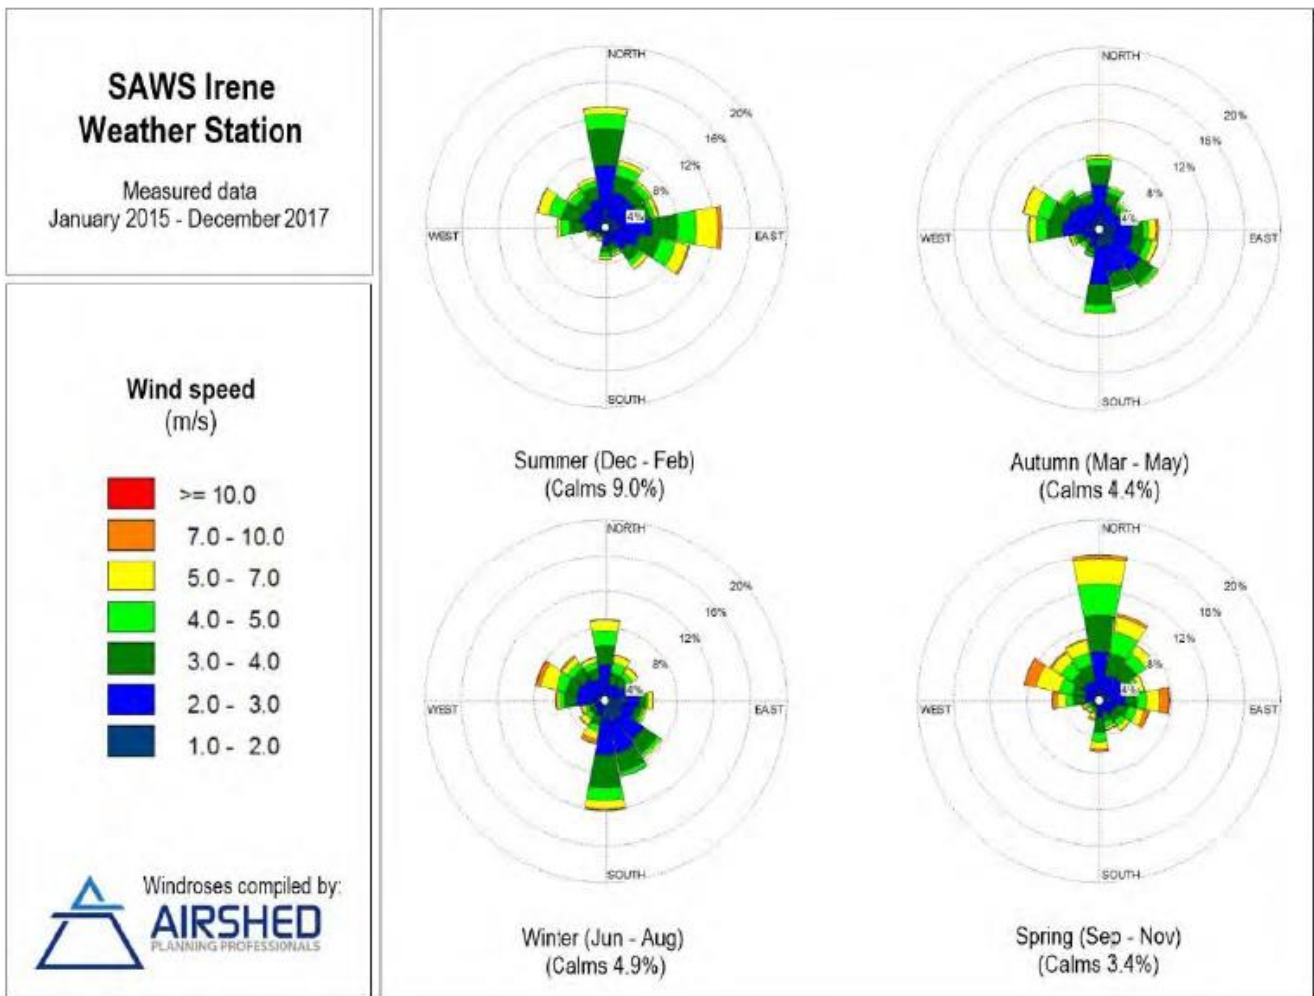 SAWS Irene
Weather Station
Measured data
January 2015 - December 2017
Wind speed
(m/s)
>= 10.0
7.0 - 10.0
5.0 - 7.0
4.0 - 5.0
3.0 - 4.0
2.0 - 3.0
1.0 - 2.0
Windroses compiled by:
AIRSHED
PLANNING PROFESSIONALS
NORTH
20%
16%
12%
8%
4%
WEST
EAST
SOUTH
Summer (Dec - Feb)
(Calms 9.0%)
NORTH
20%
16%
12%
8%
4%
WEST
EAST
SOUTH
Autumn (Mar - May)
(Calms 4.4%)
NORTH
20%
16%
12%
8%
4%
WEST
EAST
SOUTH
Winter (Jun - Aug)
(Calms 4.9%)
NORTH
20%
16%
12%
8%
4%
WEST
EAST
SOUTH
Spring (Sep - Nov)
(Calms 3.4%)